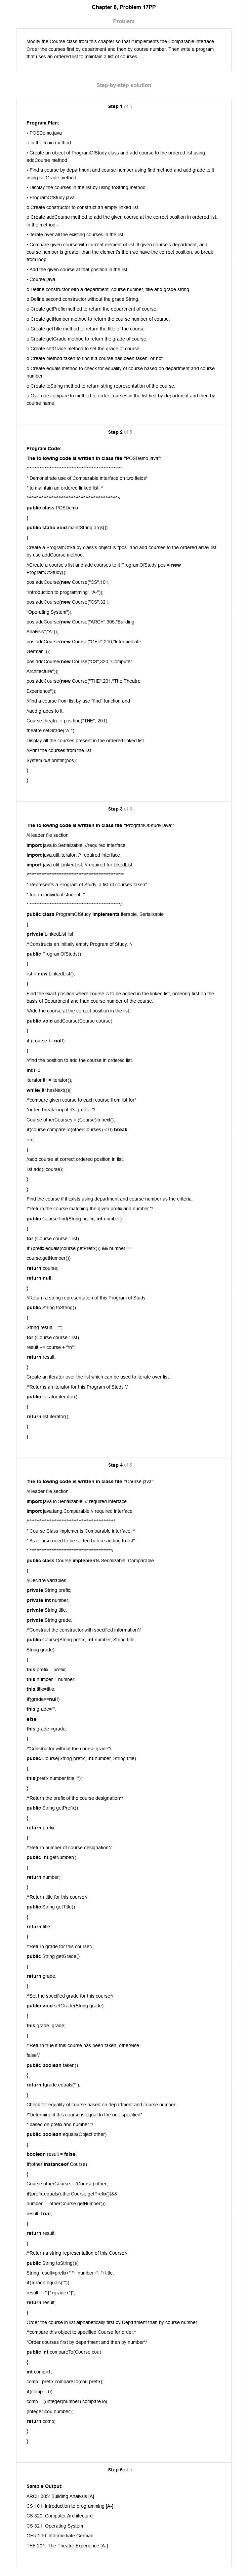 Chapter 6, Problem 17PP
Problem
Modify the Course class from this chapter so that it implements the Comparable interface.
Order the courses first by department and then by course number. Then write a program
that uses an ordered list to maintain a list of courses.
Step-by-step solution
Step 1 of 5
Program Plan:
• POSDemo.java
o In the main method
• Create an object of ProgramOfStudy class and add course to the ordered list using
addCourse method.
• Find a course by department and course number using find method and add grade to it
using setGrade method
• Display the courses in the list by using toString method.
• ProgramOfStudy.java
o Create constructor to construct an empty linked list.
o Create addCourse method to add the given course at the correct position in ordered list.
In the method:-
• Iterate over all the existing courses in the list.
• Compare given course with current element of list. If given course's department, and
course number is greater than the element's then we have the correct position, so break
from loop.
• Add the given course at that position in the list.
• Course.java
o Define constructor with a department, course number, title and grade string.
o Define second constructor without the grade String.
o Create getPrefix method to return the department of course.
o Create getNumber method to return the course number of course.
o Create getTitle method to return the title of the course.
o Create getGrade method to return the grade of course.
o Create setGrade method to set the grade of course.
o Create method taken to find if a course has been taken, or not.
o Create equals method to check for equality of course based on department and course
number.
o Create toString method to return string representation of the course.
o Override compareTo method to order courses in the list first by department and then by
course name.
Step 2 of 5
Program Code:
The following code is written in class file "POSDemo.java".
* Demonstrate use of Comparable interface on two fields*
* to maintain an ordered linked list. *
public class POSDemo
{
public static void main(String args[])
{
Create a ProgramOfStudy class's object is "pos" and add courses to the ordered array list
by use addCourse method.
//Create a course's list and add courses to it ProgramOfStudy pos = new
ProgramOfStudy();
pos.addCourse(new Course("CS",101,
"Introduction to programming","A-"));
pos.addCourse(new Course("CS",321,
"Operating System"));
pos.addCourse(new Course("ARCH",305,"Building
Analysis","A"));
pos.addCourse(new Course("GER",210,"Intermediate
German"));
pos.addCourse(new Course("CS",320,"Computer
Architecture"));
pos.addCourse(new Course("THE",201,"The Theatre
Experience"));
//find a course from list by use "find" function and
//add grades to it.
Course theatre = pos.find("THE", 201);
theatre.setGrade("A-");
Display all the courses present in the ordered linked list.
//Print the courses from the list
System.out.println(pos);
}
}
Step 3 of 5
The following code is written in class file "ProgramOfStudy.java".
//Header file section
import java.io.Serializable; //required interface
import java.util.Iterator; // required interface
import java.util.LinkedList; //required for LikedList
* Represents a Program of Study, a list of courses taken*
* for an individual student. *
public class ProgramOfStudy implements Iterable, Serializable
{
private LinkedList list;
/*Constructs an initially empty Program of Study. */
public ProgramOfStudy()
{
list = new LinkedList();
}
Find the exact position where course is to be added in the linked list, ordering first on the
basis of Department and than course number of the course.
//Add the course at the correct position in the list.
public void addCourse(Course course)
{
if (course != null)
{
//find the position to add the course in ordered list.
int i=0;
Iterator itr = iterator();
while( itr.hasNext()){
/*compare given course to each course from list for*
*order, break loop if it's greater*/
Course otherCourses = (Course)itr.next();
if(course.compareTo(otherCourses) < 0) break;
i++;
}
//add course at correct ordered position in list.
list.add(i,course);
}
}
Find the course if it exists using department and course number as the criteria.
/*Return the course matching the given prefix and number.*/
public Course find(String prefix, int number)
{
for (Course course : list)
if (prefix.equals(course.getPrefix()) && number ==
course.getNumber())
return course;
return null;
}
//Return a string representation of this Program of Study
public String toString()
{
String result = "";
for (Course course : list)
result += course + "\n";
return result;
}
Create an iterator over the list which can be used to iterate over list.
/*Returns an iterator for this Program of Study.*/
public Iterator iterator()
{
return list.iterator();
}
}
Step 4 of 5
The following code is written in class file "Course.java".
//Header file section
import java.io.Serializable; // required interface
import java.lang.Comparable;// required interface
* Course Class implements Comparable interface. *
* As course need to be sorted before adding to list*
public class Course implements Serializable, Comparable
{
//Declare variables
private String prefix;
private int number;
private String title;
private String grade;
/*Construct the constructor with specified information*/
public Course(String prefix, int number, String title,
String grade)
{
this.prefix = prefix;
this.number = number;
this.title=title;
if(grade==null)
this.grade="";
else
this.grade =grade;
}
/*Constructor without the course grade*/
public Course(String prefix, int number, String title)
{
this(prefix,number,title,"");
}
/*Return the prefix of the course designation*/
public String getPrefix()
{
return prefix;
}
/*Return number of course designation*/
public int getNumber()
{
return number;
}
/*Return title for this course*/
public String getTitle()
{
return title;
}
/*Return grade for this course*/
public String getGrade()
{
return grade;
}
/*Set the specified grade for this course*/
public void setGrade(String grade)
{
this.grade=grade;
}
/*Return true if this course has been taken, otherwise
false*/
public boolean taken()
{
return !grade.equals("");
}
Check for equality of course based on department and course number.
/*Determine if this course is equal to the one specified*
* based on prefix and number.*/
public boolean equals(Object other)
{
boolean result = false;
if(other instanceof Course)
{
Course otherCourse = (Course) other;
if(prefix.equals(otherCourse.getPrefix())&&
number ==otherCourse.getNumber())
result=true;
}
return result;
}
/*Return a string representation of this Course*/
public String toString(){
String result=prefix+" "+ number+": "+title;
if(!grade.equals(""))
result +=" ["+grade+"]";
return result;
}
Order the course in list alphabetically first by Department than by course number.
/*compare this object to specified Course for order.*
*Order courses first by department and then by number*/
public int compareTo(Course cou)
{
int comp=1;
comp =prefix.compareTo(cou.prefix);
if(comp==0)
comp = ((Integer)number).compareTo(
(Integer)cou.number);
return comp;
}
}
Step 5 of 5
Sample Output:
ARCH 305: Building Analysis [A]
CS 101: Introduction to programming [A-]
CS 320: Computer Architecture
CS 321: Operating System
GER 210: Intermediate German
THE 201: The Theatre Experience [A-]